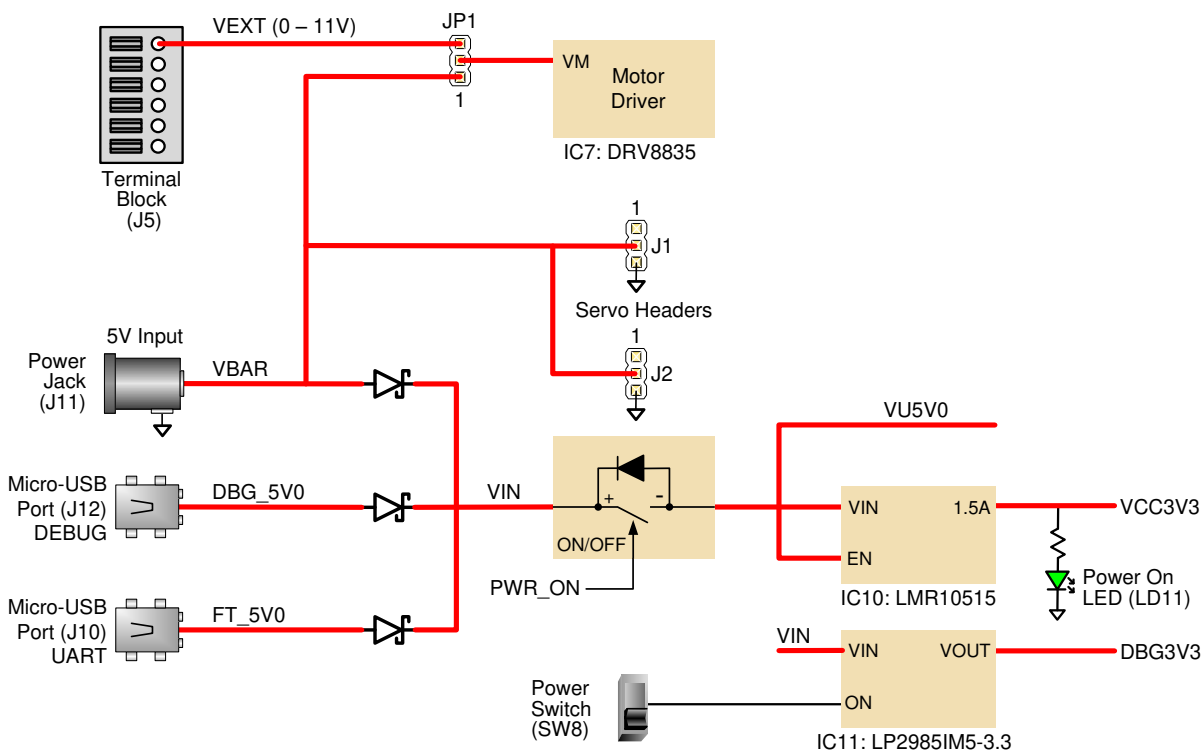 VEXT (0 – 11V)
JP1
1
VM
Motor
Driver
IC7: DRV8835
Terminal
Block
(J5)
1
J1
Servo Headers
1
J2
5V Input
Power
Jack
(J11)
VBAR
VU5V0
Micro-USB
Port (J12)
DEBUG
DBG_5V0
VIN
+
-
ON/OFF
PWR_ON
VIN
1.5A
EN
IC10: LMR10515
VCC3V3
Power On
LED (LD11)
Micro-USB
Port (J10)
UART
FT_5V0
VIN
VIN
VOUT
ON
DBG3V3
IC11: LP2985IM5-3.3
Power
Switch
(SW8)